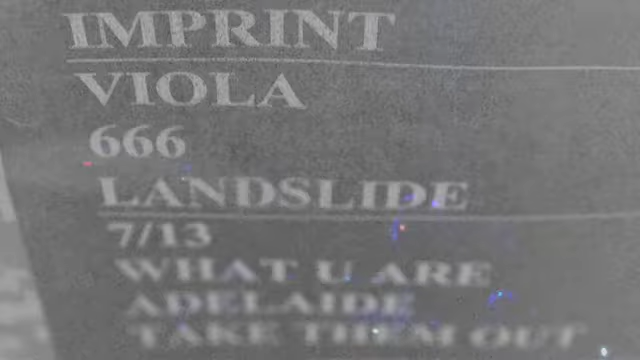 IMPRINT
VIOLA
666
LANDSLIDE
7/13
WHAT U ARE
ADELAIDE
TAKE THEM OUT